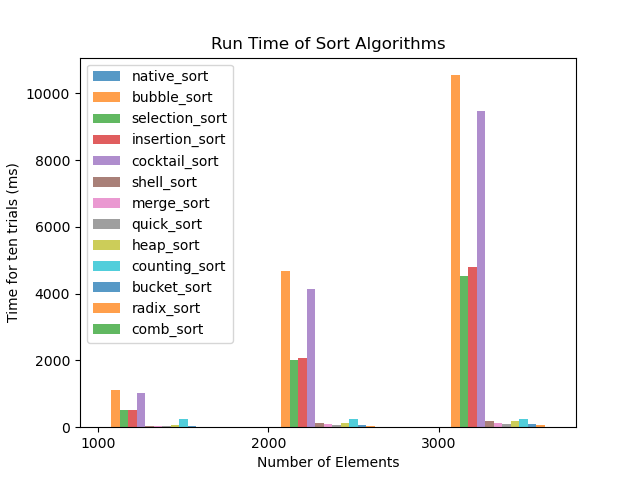 Run Time of Sort Algorithms
native_sort
bubble_sort
selection_sort
insertion_sort
cocktail_sort
shell_sort
merge_sort
quick_sort
heap_sort
counting_sort
bucket_sort
radix_sort
comb_sort
Time for ten trials (ms)
10000
8000
6000
4000
2000
0
1000 2000 3000
Number of Elements